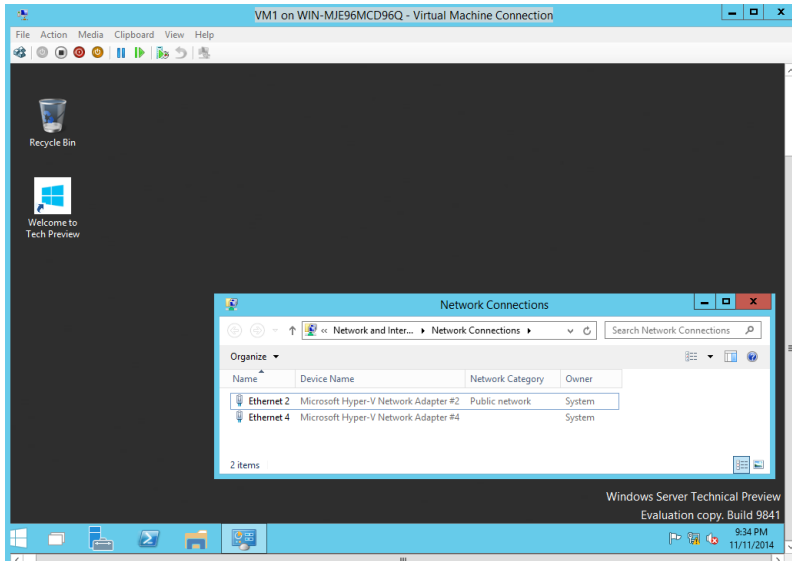 VM1 on WIN-MJE96MCD96Q - Virtual Machine Connection
File Action Media Clipboard View Help
Recycle Bin
Welcome to
Tech Preview
Network Connections
« Network and Inter... Network Connections
Search Network Connections
Organize
Name Device Name Network Category Owner
Ethernet 2 Microsoft Hyper-V Network Adapter #2 Public network System
Ethernet 4 Microsoft Hyper-V Network Adapter #4 System
2 items
Windows Server Technical Preview
Evaluation copy. Build 9841
9:34 PM
11/11/2014